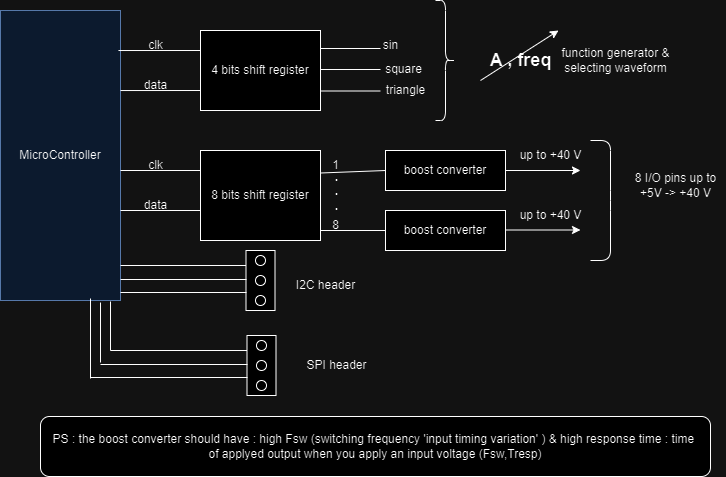 clk
4 bits shift register
data
sin
square
triangle
A , freq
function generator &
selecting waveform
MicroController
clk
8 bits shift register
data
1
.
.
.
8
boost converter
up to +40 V
boost converter
up to +40 V
8 I/O pins up to
+5V -> +40 V
I2C header
SPI header
PS : the boost converter should have : high Fsw (switching frequency 'input timing variation' ) & high response time : time
of applyed output when you apply an input voltage (Fsw,Tresp)